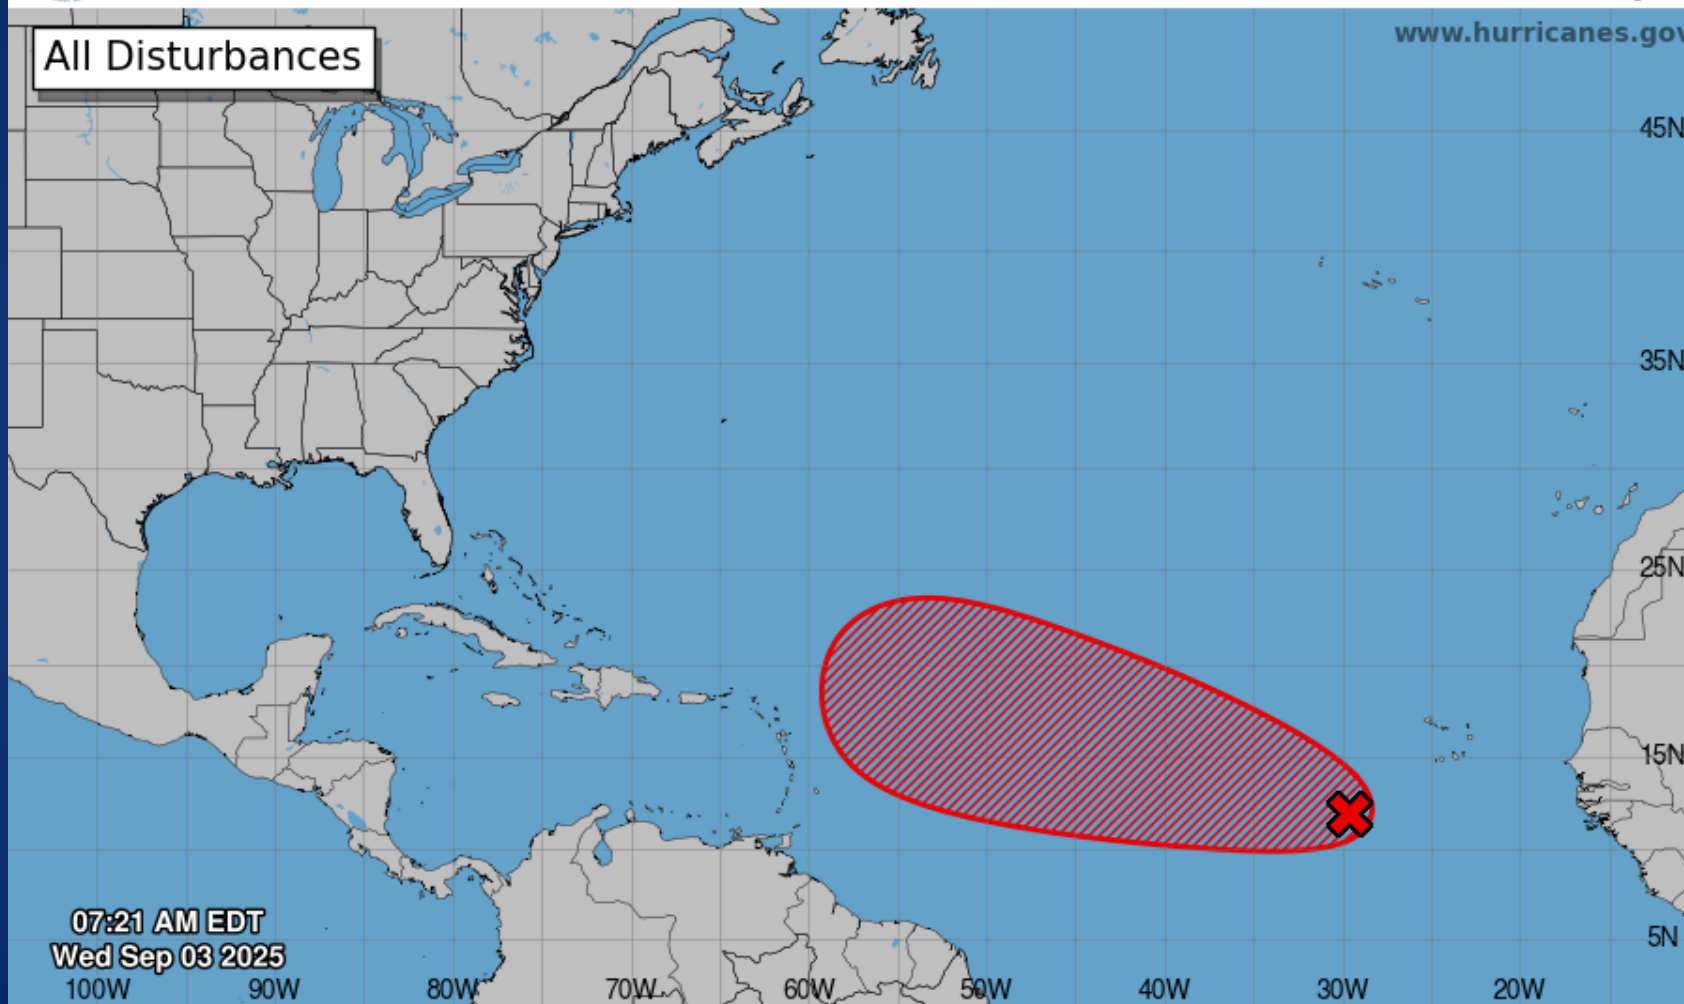 www.hurricanes.gov
All Disturbances
45N
35N
25N
15N
5N
07:21 AM EDT
Wed Sep 03 2025
100W 90W 80W 70W 60W 50W 40W 30W 20W